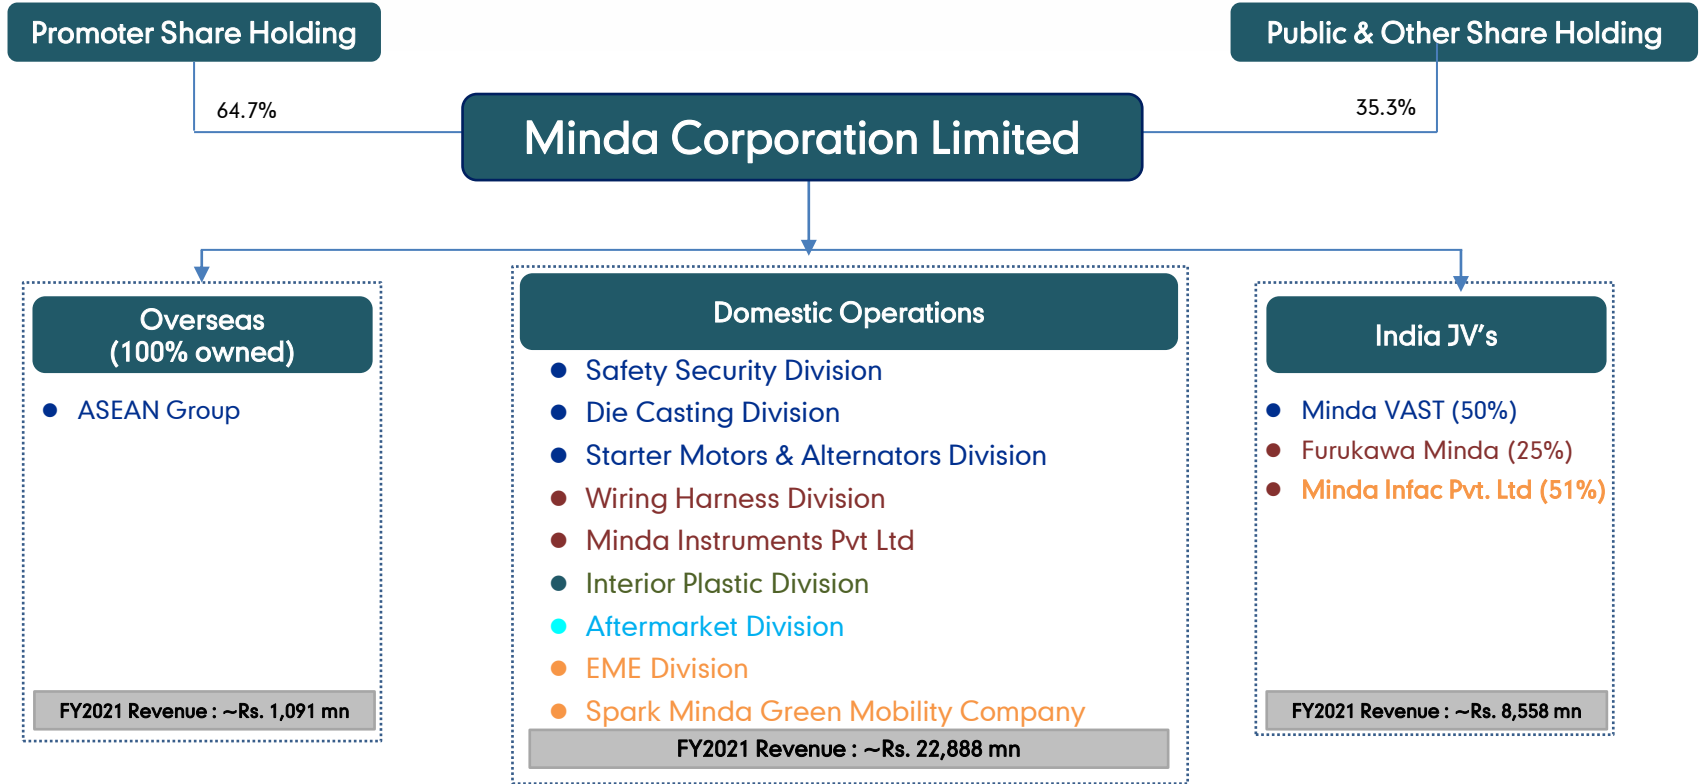 Promoter Share Holding
Public & Other Share Holding
64.7%
35.3%
Minda Corporation Limited
Overseas
(100% owned)
ASEAN Group
FY2021 Revenue : ~Rs. 1,091 mn
Domestic Operations
Safety Security Division
Die Casting Division
Starter Motors & Alternators Division
Wiring Harness Division
Minda Instruments Pvt Ltd
Interior Plastic Division
Aftermarket Division
EME Division
Spark Minda Green Mobility Company
FY2021 Revenue : ~Rs. 22,888 mn
India JV's
Minda VAST (50%)
Furukawa Minda (25%)
Minda Infac Pvt. Ltd (51%)
FY2021 Revenue : ~Rs. 8,558 mn